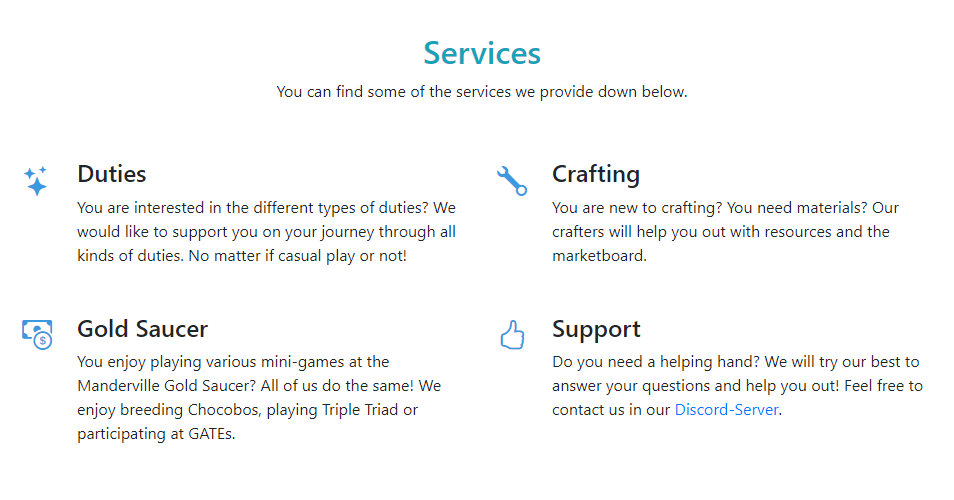 Services
You can find some of the services we provide down below.
Duties
You are interested in the different types of duties? We
would like to support you on your journey through all
kinds of duties. No matter if casual play or not!
Crafting
You are new to crafting? You need materials? Our
crafters will help you out with resources and the
marketboard.
Gold Saucer
You enjoy playing various mini-games at the
Manderville Gold Saucer? All of us do the same! We
enjoy breeding Chocobos, playing Triple Triad or
participating at GATEs.
Support
Do you need a helping hand? We will try our best to
answer your questions and help you out! Feel free to
contact us in our Discord-Server.